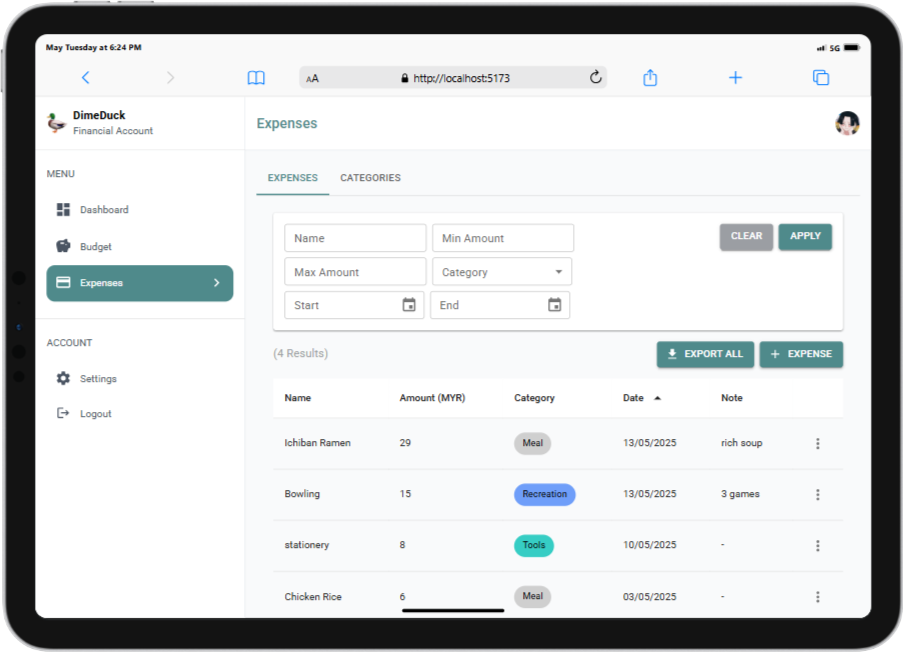 May Tuesday at 6:24 PM
5G
AA
http://localhost:5173
DimeDuck
Financial Account
Expenses
MENU
Dashboard
Budget
Expenses
ACCOUNT
Settings
Logout
EXPENSES CATEGORIES
Name Min Amount CLEAR APPLY
Max Amount Category
Start End
(4 Results) EXPORT ALL + EXPENSE
Name Amount (MYR) Category Date Note
Ichiban Ramen 29 Meal 13/05/2025 rich soup
Bowling 15 Recreation 13/05/2025 3 games
stationery 8 Tools 10/05/2025 -
Chicken Rice 6 Meal 03/05/2025 -